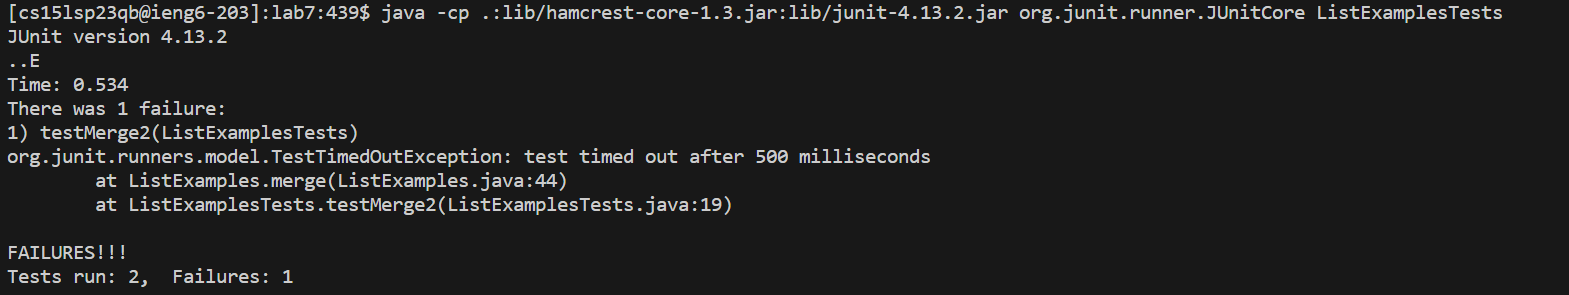 [cs15lsp23qb@ieng6-203]:lab7:439$ java -cp .:lib/hamcrest-core-1.3.jar:lib/junit-4.13.2.jar org.junit.runner.JUnitCore ListExamplesTests
JUnit version 4.13.2
..E
Time: 0.534
There was 1 failure:
1) testMerge2(ListExamplesTests)
org.junit.runners.model.TestTimedOutException: test timed out after 500 milliseconds
        at ListExamples.merge(ListExamples.java:44)
        at ListExamplesTests.testMerge2(ListExamplesTests.java:19)

FAILURES!!!
Tests run: 2,  Failures: 1